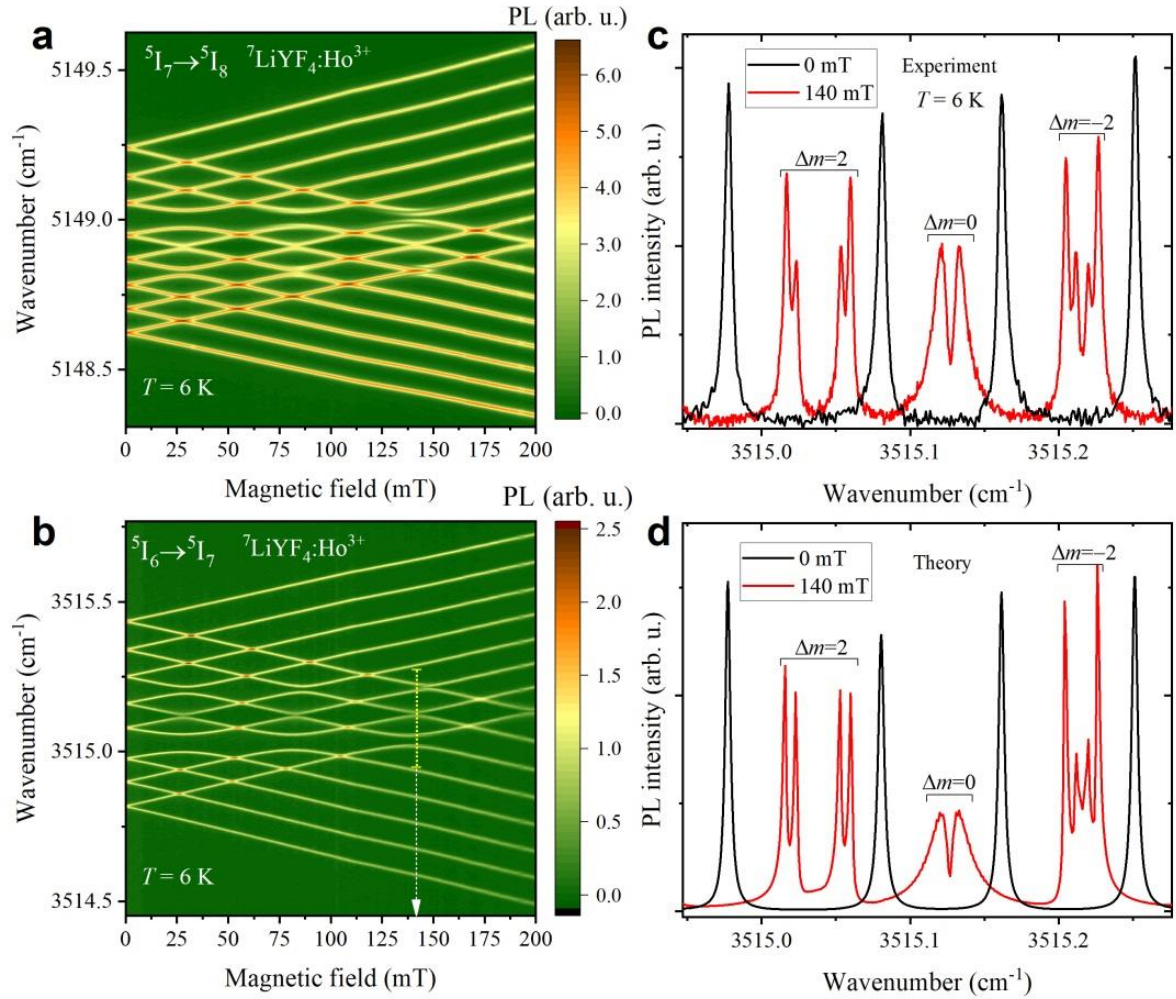 a
PL (arb. u.)
⁵I₇→⁵I₈ ⁷LiYF₄:Ho³⁺
5149.5
5149.0
5148.5
Wavenumber (cm⁻¹)
T = 6 K
0 25 50 75 100 125 150 175 200
Magnetic field (mT)
6.0
5.0
4.0
3.0
2.0
1.0
0.0
c
0 mT
140 mT
Experiment
T = 6 K
Δm=2
Δm=0
Δm=–2
PL intensity (arb. u.)
3515.0 3515.1 3515.2
Wavenumber (cm⁻¹)
b
PL (arb. u.)
⁵I₆→⁵I₇ ⁷LiYF₄:Ho³⁺
3515.5
3515.0
3514.5
Wavenumber (cm⁻¹)
T = 6 K
0 25 50 75 100 125 150 175 200
Magnetic field (mT)
2.5
2.0
1.5
1.0
0.5
0.0
d
0 mT
140 mT
Theory
Δm=2
Δm=0
Δm=–2
PL intensity (arb. u.)
3515.0 3515.1 3515.2
Wavenumber (cm⁻¹)